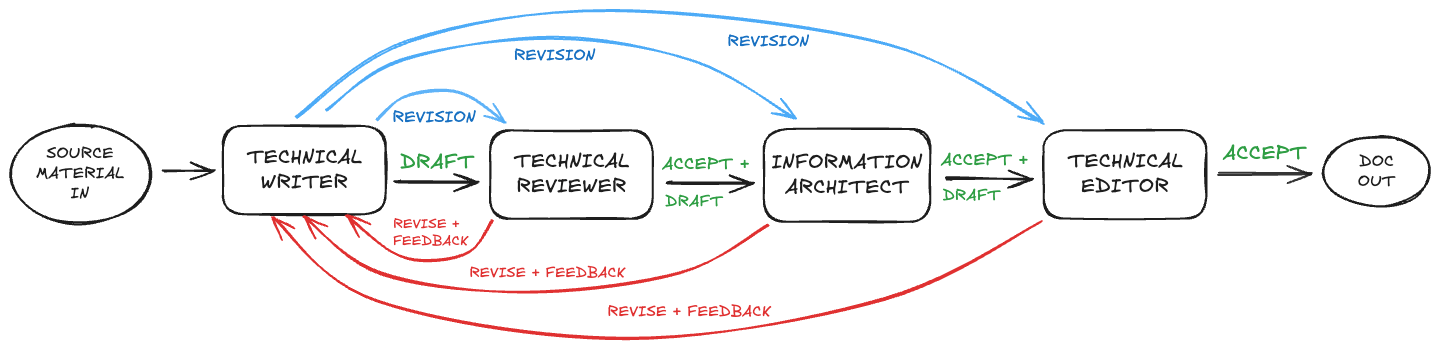 REVISION
REVISION
REVISION
SOURCE
MATERIAL
IN
TECHNICAL
WRITER
DRAFT
TECHNICAL
REVIEWER
ACCEPT +
DRAFT
INFORMATION
ARCHITECT
ACCEPT +
DRAFT
TECHNICAL
EDITOR
ACCEPT
DOC
OUT
REVISE +
FEEDBACK
REVISE + FEEDBACK
REVISE + FEEDBACK